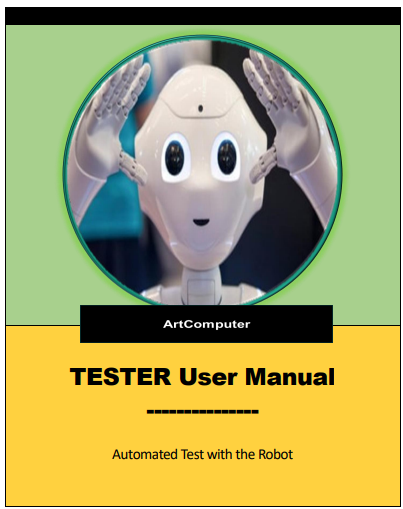 ArtComputer
TESTER User Manual
---------------
Automated Test with the Robot